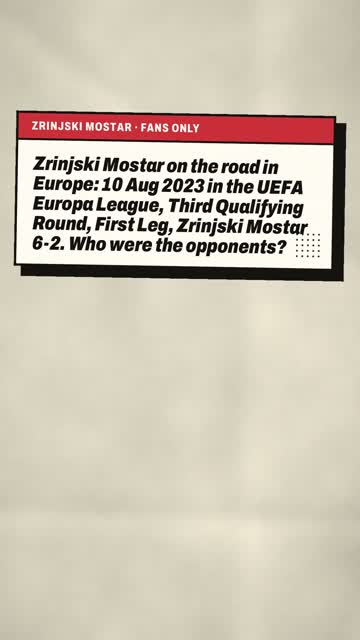 ZRINJSKI MOSTAR · FANS ONLY
Zrinjski Mostar on the road in
Europe: 10 Aug 2023 in the UEFA
Europa League, Third Qualifying
Round, First Leg, Zrinjski Mostar
6-2. Who were the opponents?